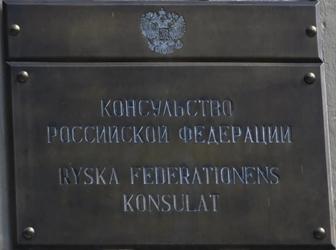 КОНСУЛЬСТВО
РОССИЙСКОЙ ФЕДЕРАЦИИ
RYSKA FEDERATIONENS
KONSULAT